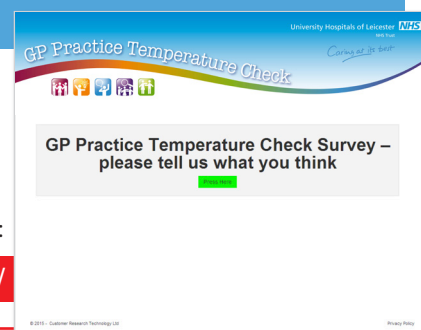 University Hospitals of Leicester NHS
NHS Trust
Caring at its best
GP Practice Temperature Check
GP Practice Temperature Check Survey –
please tell us what you think
Press Here
:
/
© 2015 - Customer Research Technology Ltd
Privacy Policy